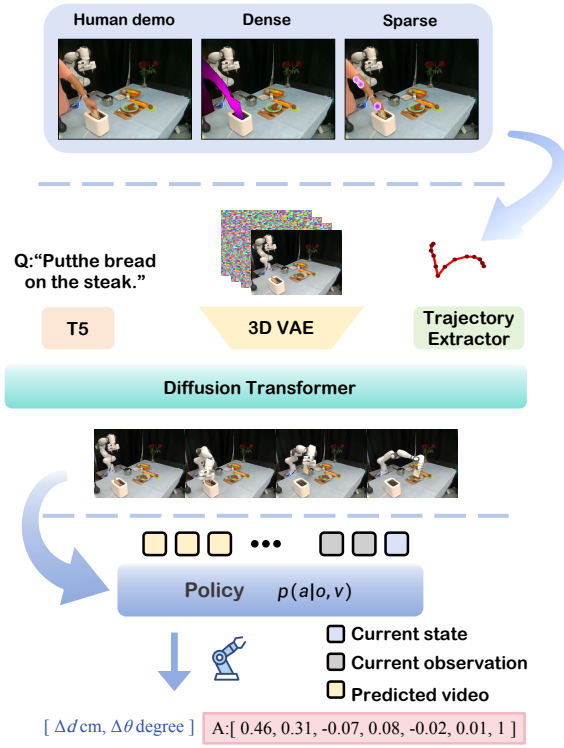 Human demo Dense Sparse
Q:“Putthe bread
on the steak.”
T5
3D VAE
Trajectory
Extractor
Diffusion Transformer
•••
Policy p(a|o, v)
Current state
Current observation
Predicted video
[ Δd cm, Δθ degree ]
A:[ 0.46, 0.31, -0.07, 0.08, -0.02, 0.01, 1 ]